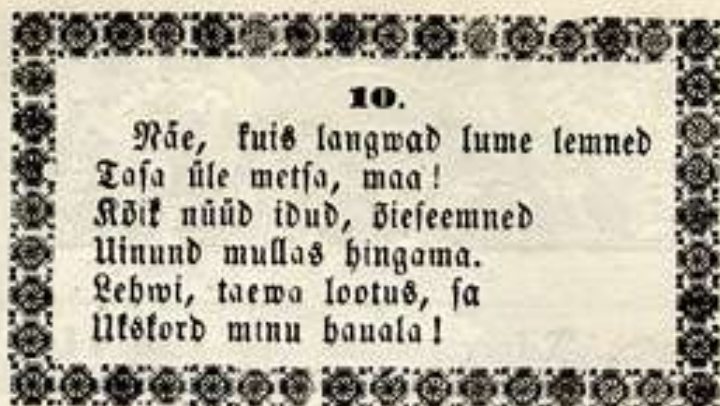 10.
Näe, kuis langwad lume lemned
Tasa üle metsa, maa!
Kõik nüüd idud, õieseemned
Uinund mullas hingama.
Lehwi, taewa lootus, sa
Ükskord minu hauala!